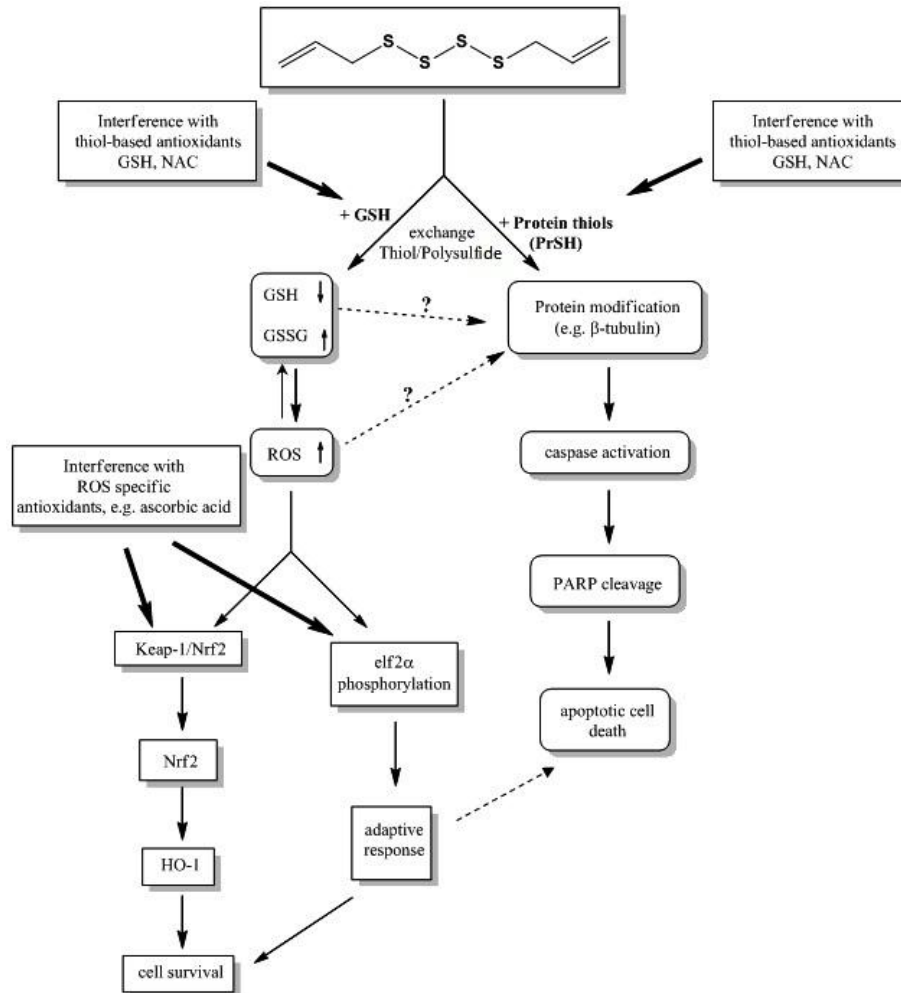 S S S S
Interference with
thiol-based antioxidants
GSH, NAC
Interference with
thiol-based antioxidants
GSH, NAC
+ GSH
exchange
Thiol/Polysulfide
+ Protein thiols
(PrSH)
GSH
GSSG
?
Protein modification
(e.g. β-tubulin)
?
ROS
caspase activation
Interference with
ROS specific
antioxidants, e.g. ascorbic acid
PARP cleavage
Keap-1/Nrf2
elf2α
phosphorylation
apoptotic cell
death
Nrf2
adaptive
response
HO-1
cell survival